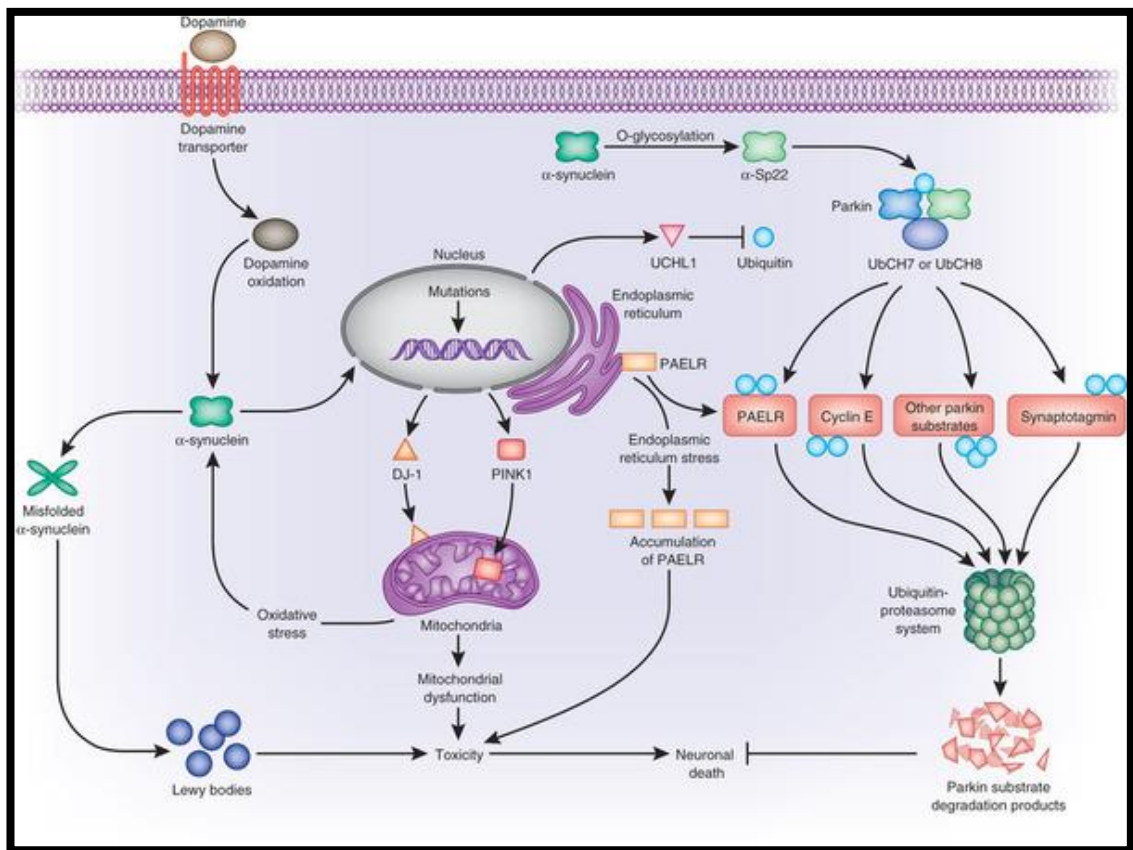 Dopamine
Dopamine
transporter
O-glycosylation
α-synuclein
α-Sp22
Parkin
Dopamine
oxidation
Nucleus
UCHL1
Ubiquitin
UbCH7 or UbCH8
Mutations
Endoplasmic
reticulum
PAELR
PAELR
Cyclin E
Other parkin
substrates
Synaptotagmin
α-synuclein
Endoplasmic
reticulum stress
DJ-1
PINK1
Misfolded
α-synuclein
Accumulation
of PAELR
Ubiquitin-
proteasome
system
Oxidative
stress
Mitochondria
Mitochondrial
dysfunction
Lewy bodies
Toxicity
Neuronal
death
Parkin substrate
degradation products